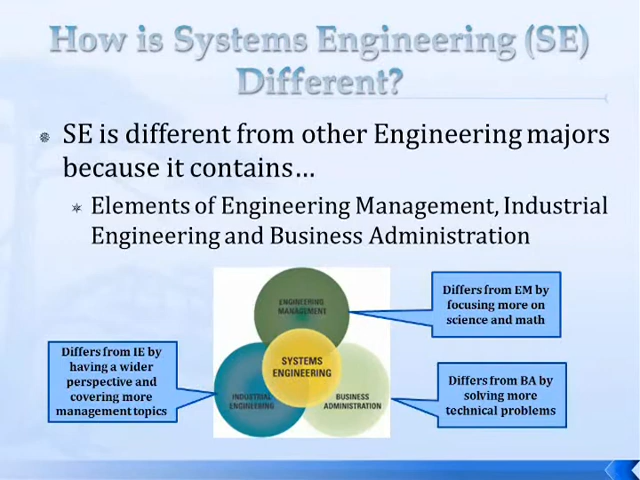 How is Systems Engineering (SE)
Different?
SE is different from other Engineering majors
because it contains…
Elements of Engineering Management, Industrial
Engineering and Business Administration
ENGINEERING
MANAGEMENT
Differs from EM by
focusing more on
science and math
Differs from IE by
having a wider
perspective and
covering more
management topics
SYSTEMS
ENGINEERING
INDUSTRIAL
ENGINEERING
BUSINESS
ADMINISTRATION
Differs from BA by
solving more
technical problems